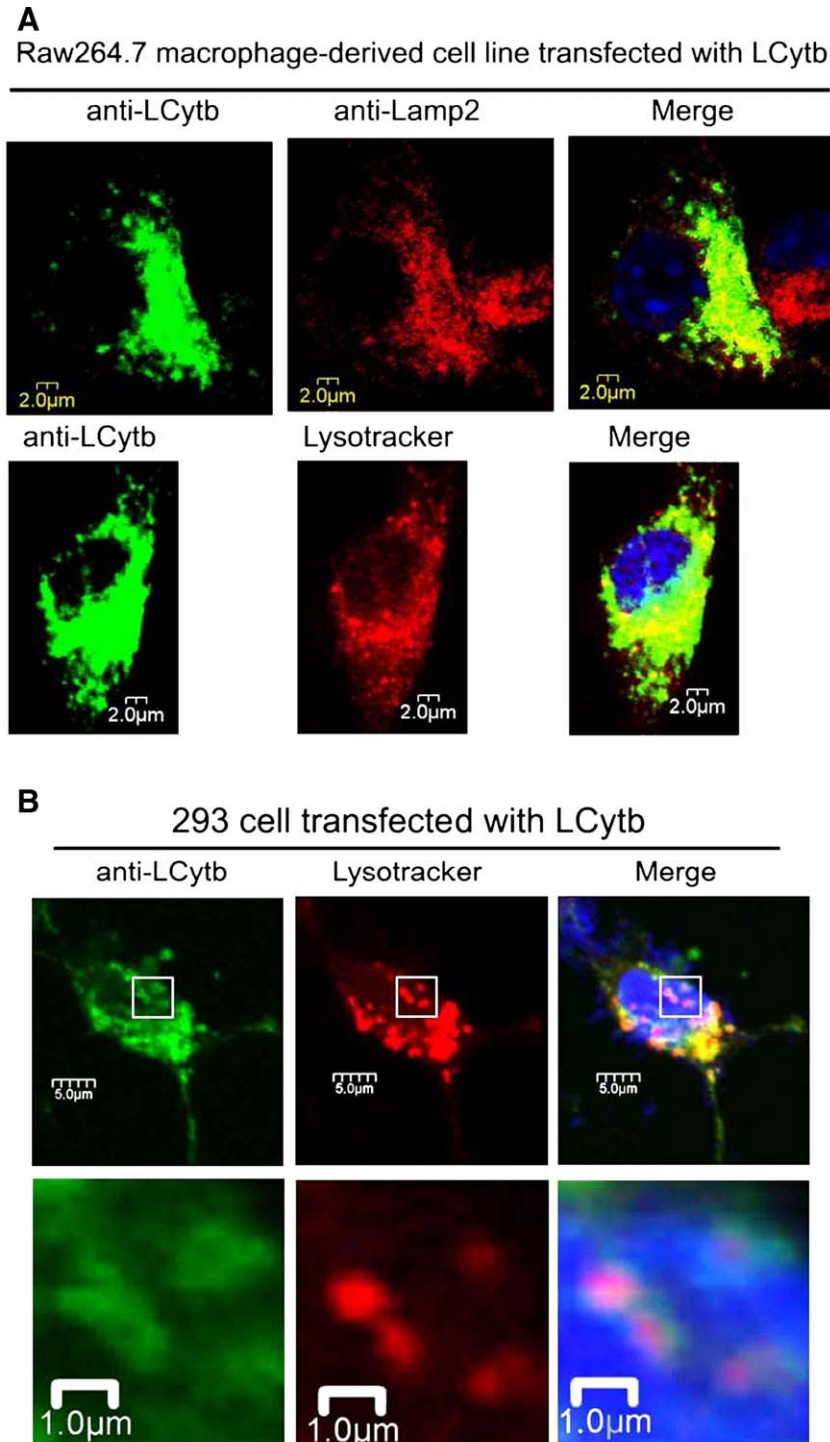 A
Raw264.7 macrophage-derived cell line transfected with LCytb
anti-LCytb anti-Lamp2 Merge
2.0µm 2.0µm 2.0µm
anti-LCytb Lysotracker Merge
2.0µm 2.0µm 2.0µm
B
293 cell transfected with LCytb
anti-LCytb Lysotracker Merge
5.0µm 5.0µm 5.0µm
1.0µm 1.0µm 1.0µm